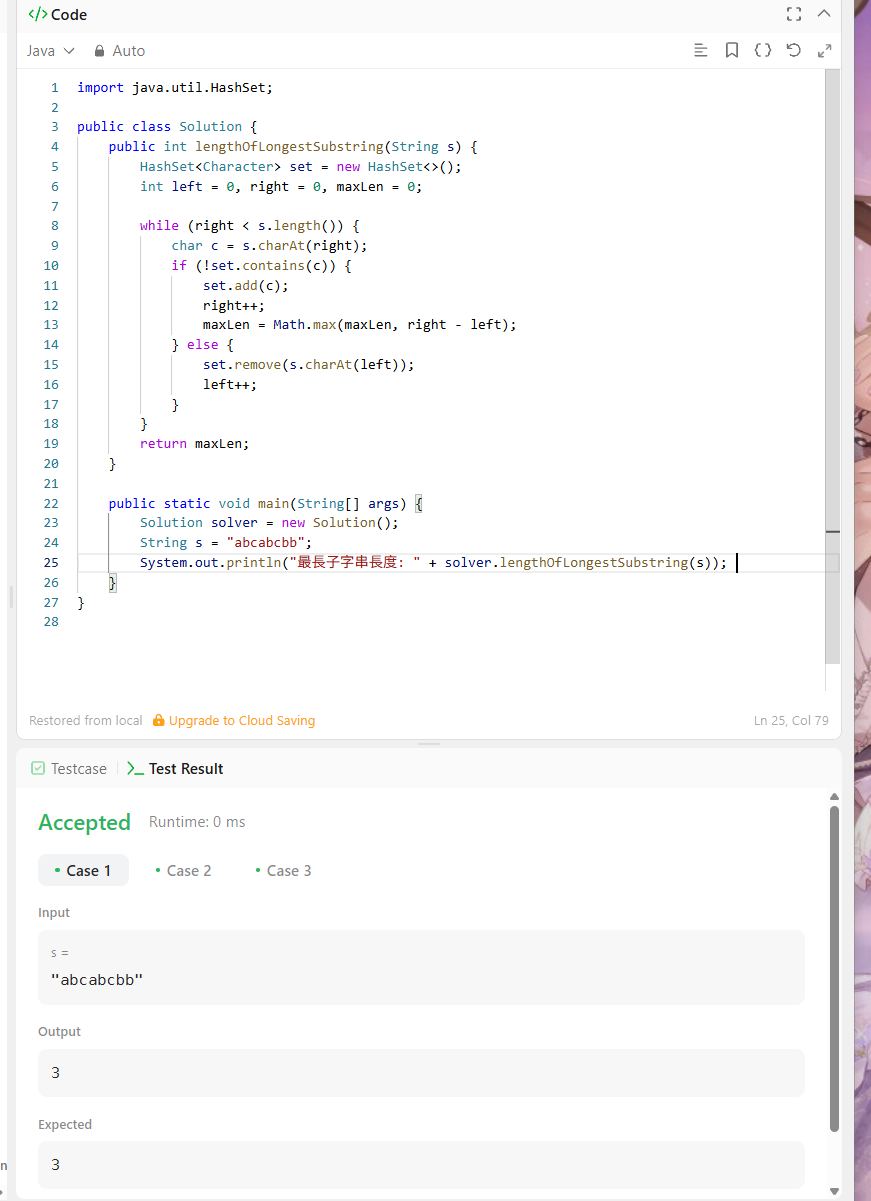 </> Code
Java Auto
1 import java.util.HashSet;
2
3 public class Solution {
4 public int lengthOfLongestSubstring(String s) {
5 HashSet<Character> set = new HashSet<>();
6 int left = 0, right = 0, maxLen = 0;
7
8 while (right < s.length()) {
9 char c = s.charAt(right);
10 if (!set.contains(c)) {
11 set.add(c);
12 right++;
13 maxLen = Math.max(maxLen, right - left);
14 } else {
15 set.remove(s.charAt(left));
16 left++;
17 }
18 }
19 return maxLen;
20 }
21
22 public static void main(String[] args) {
23 Solution solver = new Solution();
24 String s = "abcabcbb";
25 System.out.println("最長子字串長度: " + solver.lengthOfLongestSubstring(s));
26 }
27 }
28
Restored from local Upgrade to Cloud Saving Ln 25, Col 79
Testcase >_ Test Result
Accepted Runtime: 0 ms
• Case 1 • Case 2 • Case 3
Input
s =
"abcabcbb"
Output
3
Expected
n
3